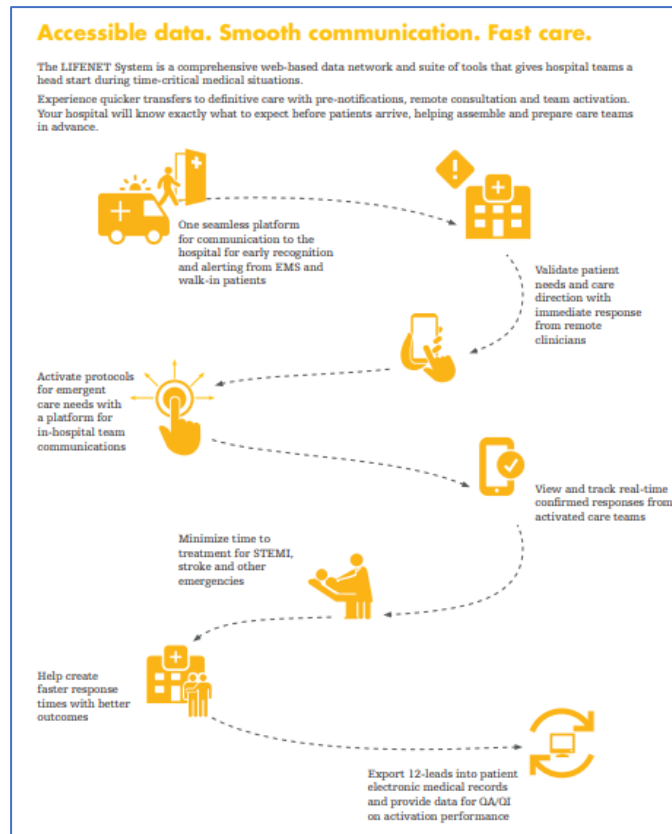 Accessible data. Smooth communication. Fast care.
The LIFENET System is a comprehensive web-based data network and suite of tools that gives hospital teams a
head start during time-critical medical situations.
Experience quicker transfers to definitive care with pre-notifications, remote consultation and team activation.
Your hospital will know exactly what to expect before patients arrive, helping assemble and prepare care teams
in advance.
One seamless platform
for communication to the
hospital for early recognition
and alerting from EMS and
walk-in patients
Validate patient
needs and care
direction with
immediate response
from remote
clinicians
Activate protocols
for emergent
care needs with
a platform for
in-hospital team
communications
View and track real-time
confirmed responses from
activated care teams
Minimize time to
treatment for STEMI,
stroke and other
emergencies
Help create
faster response
times with better
outcomes
Export 12-leads into patient
electronic medical records
and provide data for QA/QI
on activation performance